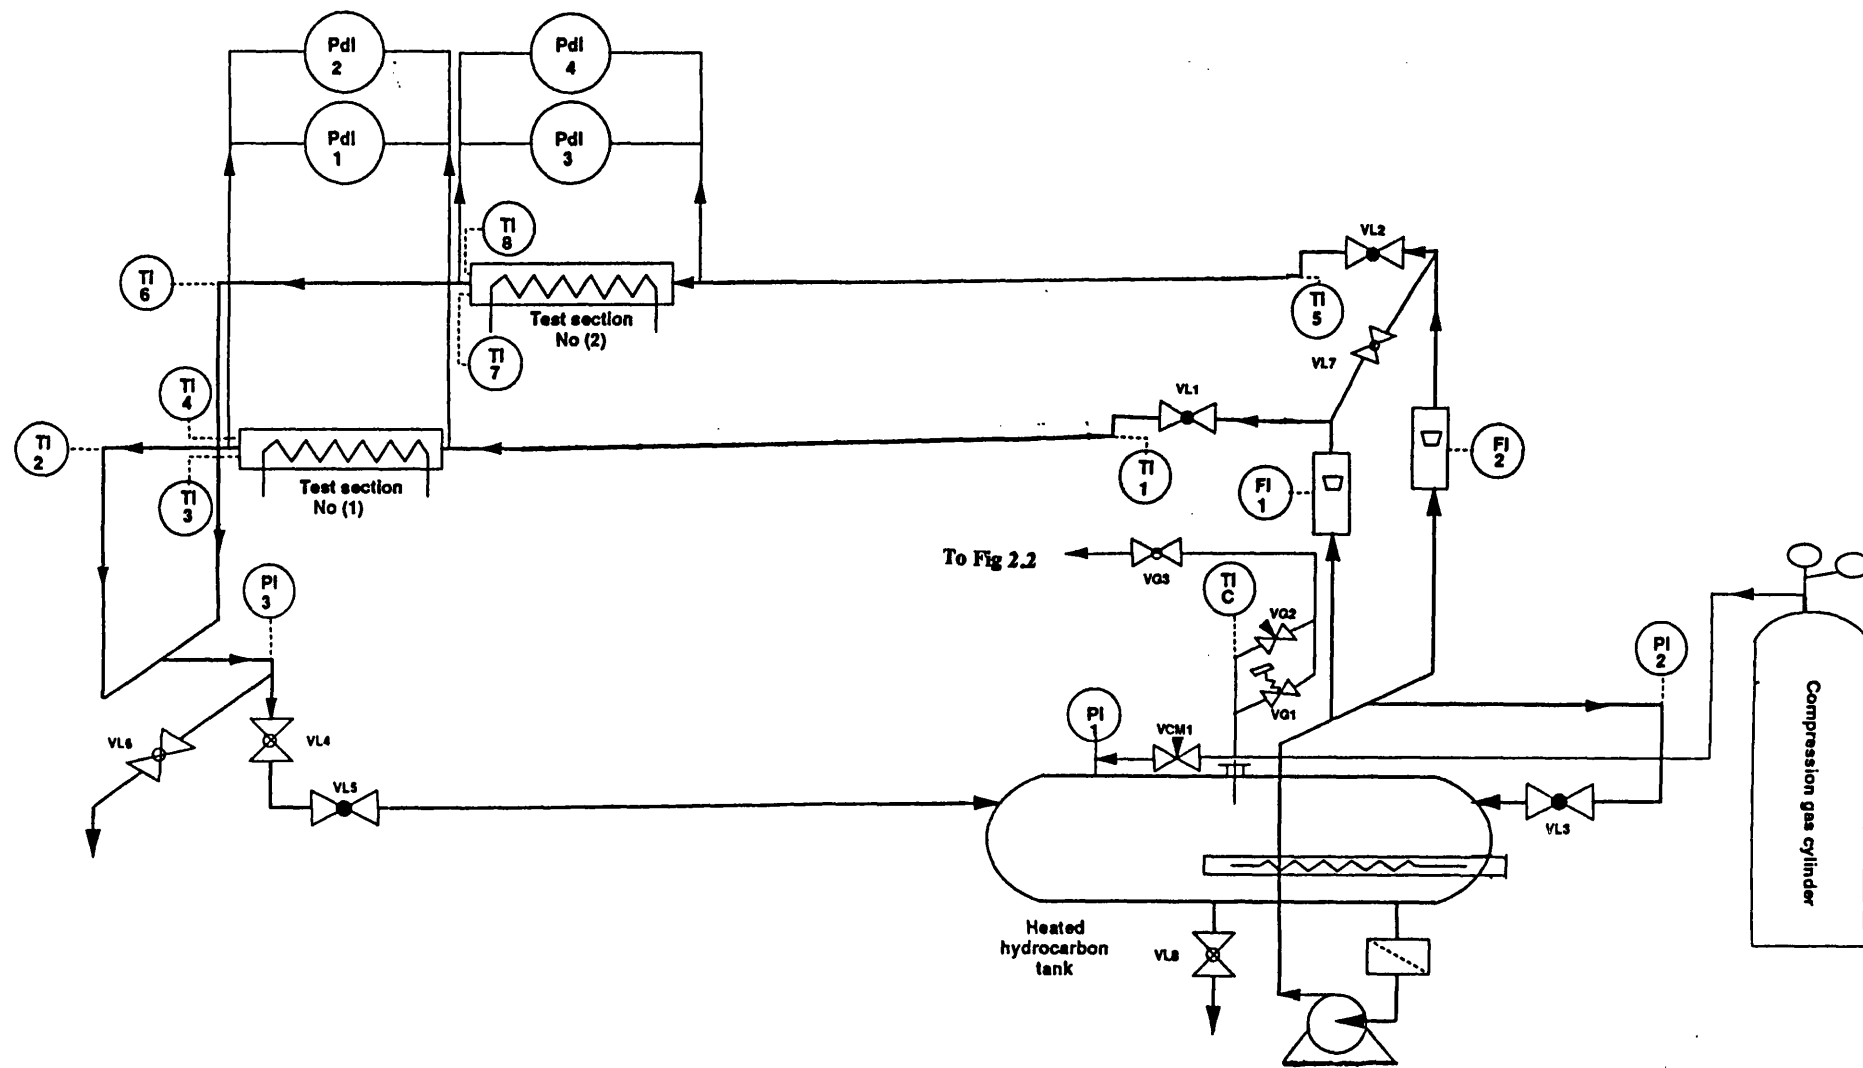 PdI
2
PdI
4
PdI
1
PdI
3
TI
8
VL2
TI
6
TI
5
Test section
No (2)
TI
7
VL7
TI
4
VL1
TI
2
FI
2
TI
1
FI
1
Test section
No (1)
TI
3
To Fig 2.2
VG3
TI
C
PI
3
VG2
PI
2
VG1
PI
1
VCM1
VL6
VL4
VL5
VL3
Compression gas cylinder
Heated
hydrocarbon
tank
VL8